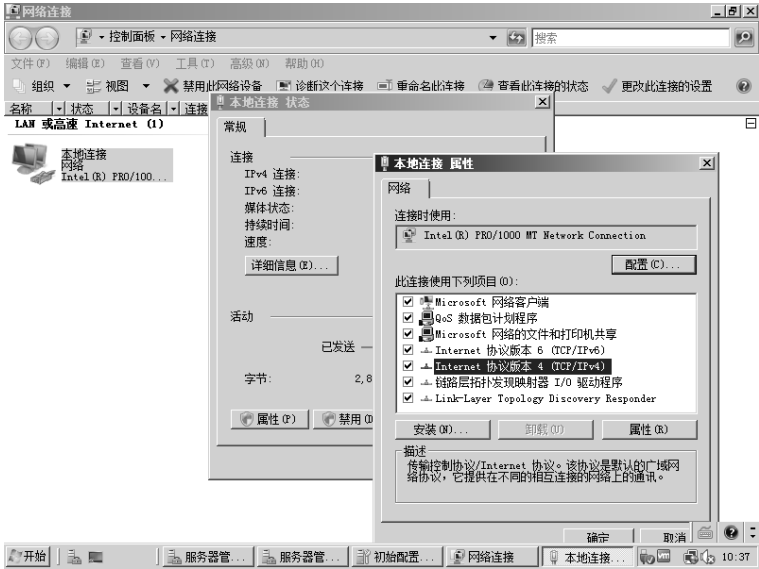 网络连接
控制面板 ▾ 网络连接
搜索
文件(F) 编辑(E) 查看(V) 工具(T) 高级(N) 帮助(H)
组织 视图 禁用此网络设备 诊断这个连接 重命名此连接 查看此连接的状态 更改此连接的设置
名称 状态 设备名 连接
LAN 或高速 Internet (1)
本地连接
网络
Intel(R) PRO/100...
本地连接 状态
常规
连接
IPv4 连接:
IPv6 连接:
媒体状态:
持续时间:
速度:
详细信息(E)...
活动
已发送
字节: 2,8
属性(P) 禁用(D
本地连接 属性
网络
连接时使用:
Intel(R) PRO/1000 MT Network Connection
配置(C)...
此连接使用下列项目(O):
Microsoft 网络客户端
QoS 数据包计划程序
Microsoft 网络的文件和打印机共享
Internet 协议版本 6 (TCP/IPv6)
Internet 协议版本 4 (TCP/IPv4)
链路层拓扑发现映射器 I/O 驱动程序
Link-Layer Topology Discovery Responder
安装(N)... 卸载(U) 属性(R)
描述
传输控制协议/Internet 协议。该协议是默认的广域网
络协议，它提供在不同的相互连接的网络上的通讯。
确定 取消
开始 服务器管... 服务器管... 初始配置... 网络连接 本地连接... 10:37